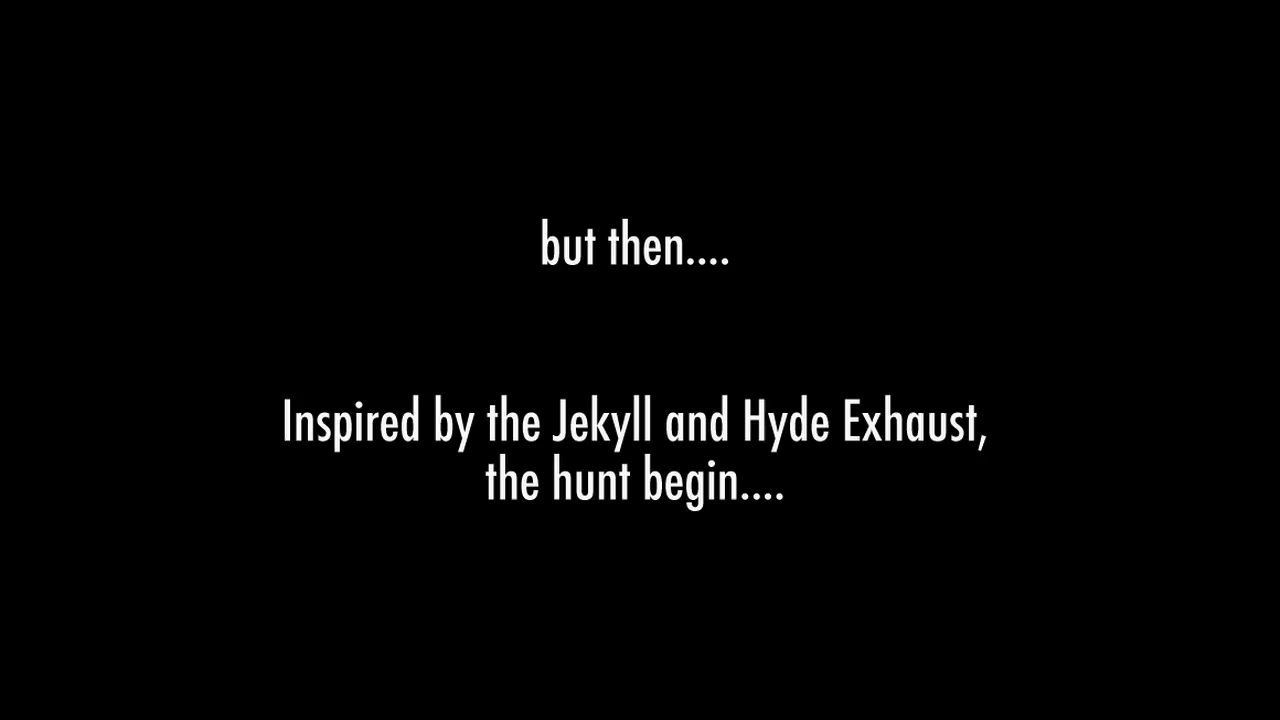 but then....
Inspired by the Jekyll and Hyde Exhaust,
the hunt begin....